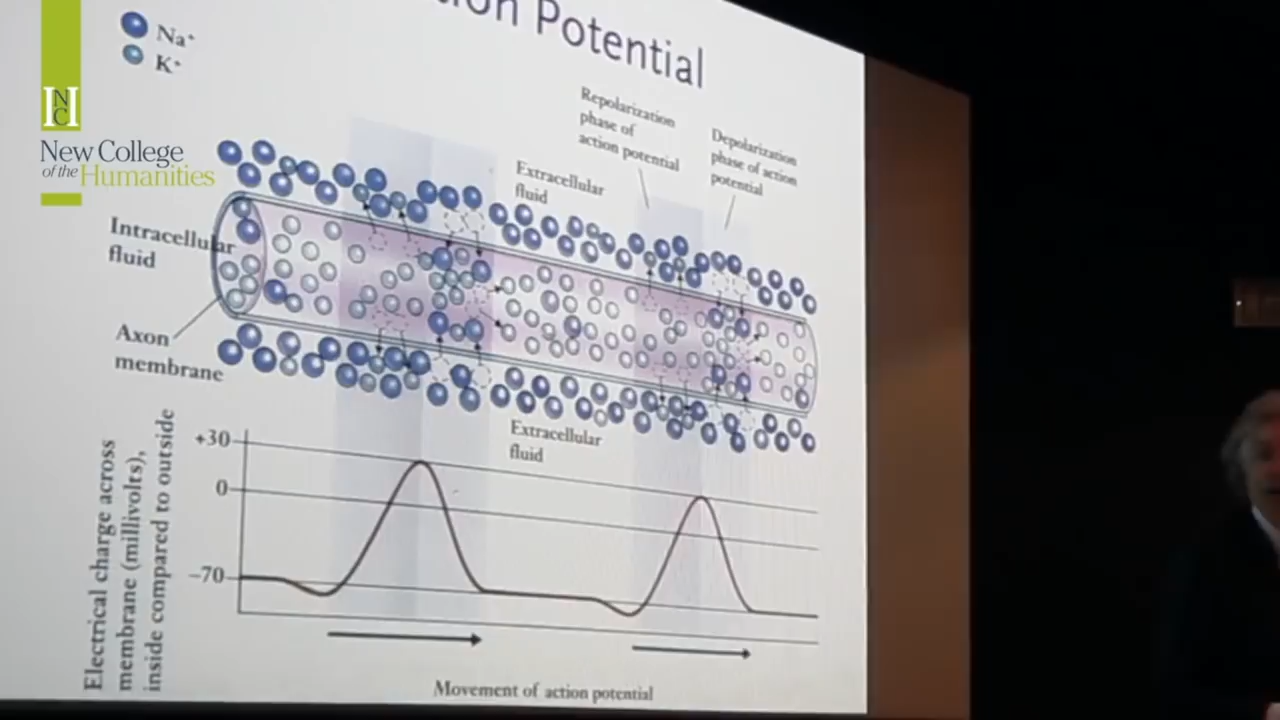 Potential
Na+
K+
NCH
New College
of the Humanities
Repolarization
phase of
action potential
Depolarization
phase of action
potential
Extracellular
fluid
Intracellular
fluid
Axon
membrane
Extracellular
fluid
+30
0
-70
Electrical charge across
membrane (millivolts),
inside compared to outside
Movement of action potential